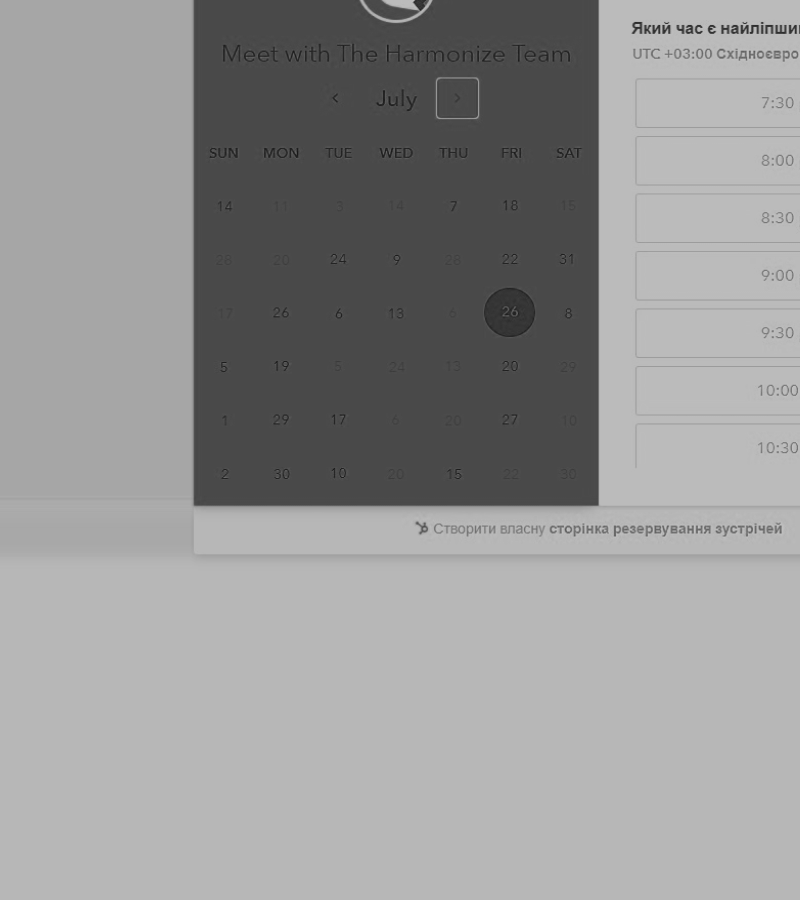 Meet with The Harmonize Team
July
SUN MON TUE WED THU FRI SAT
14 11 3 14 7 18 15
28 20 24 9 28 22 31
17 26 6 13 6 26 8
5 19 5 24 13 20 29
1 29 17 6 20 27 10
2 30 10 20 15 22 30
Який час є найліпши
UTC +03:00 Східноєвро
7:30
8:00
8:30
9:00
9:30
10:00
10:30
Створити власну сторінка резервування зустрічей